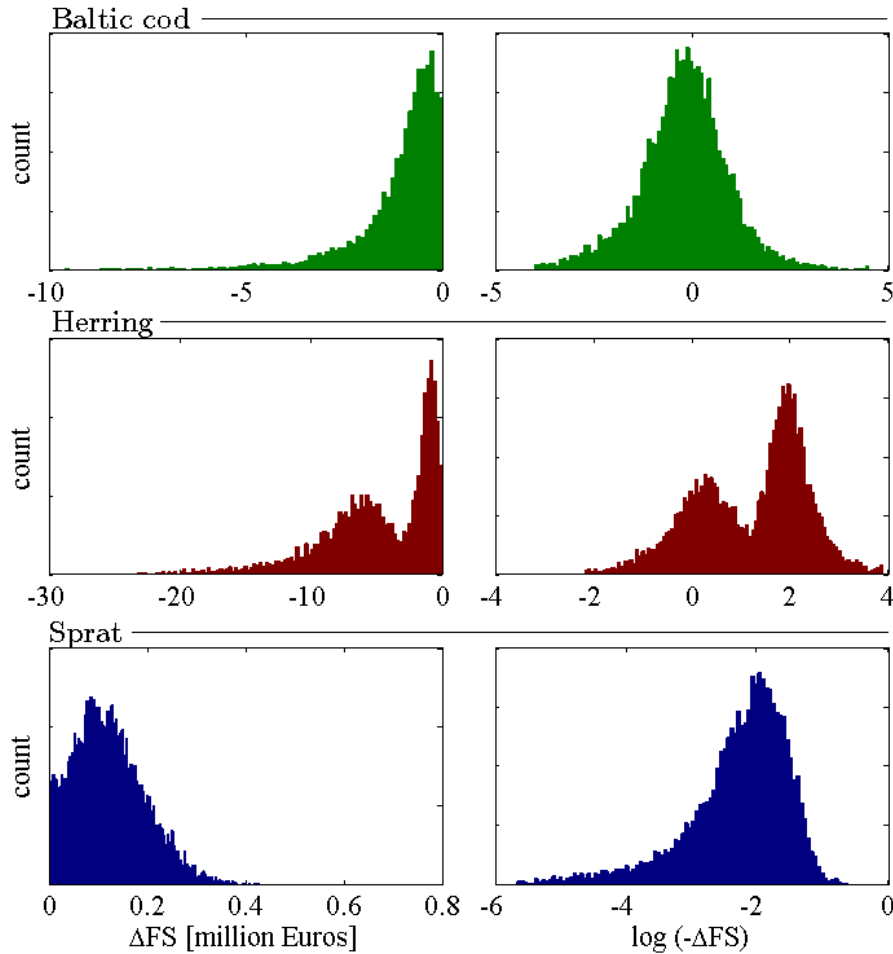 Baltic cod
count
-10 -5 0
-5 0 5
Herring
count
-30 -20 -10 0
-4 -2 0 2 4
Sprat
count
0 0.2 0.4 0.6 0.8
-6 -4 -2 0
ΔFS [million Euros]
log (-ΔFS)